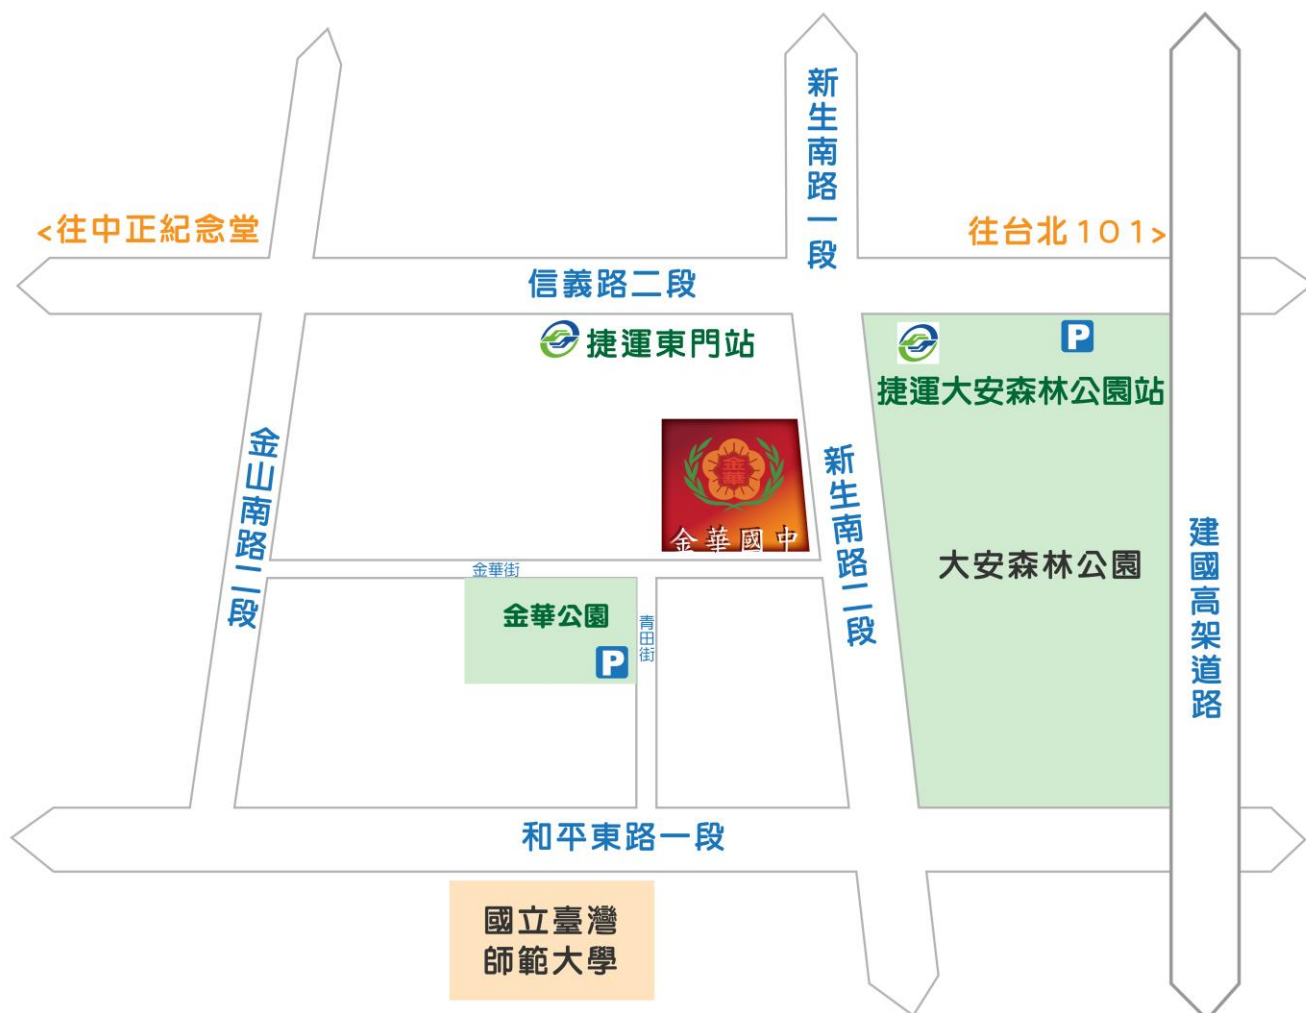 新生南路一段
<往中正紀念堂
往台北101>
信義路二段
捷運東門站
P
捷運大安森林公園站
金山南路二段
金華
金華國中
新生南路二段
建國高架道路
大安森林公園
金華街
金華公園
P
青田街
和平東路一段
國立臺灣
師範大學